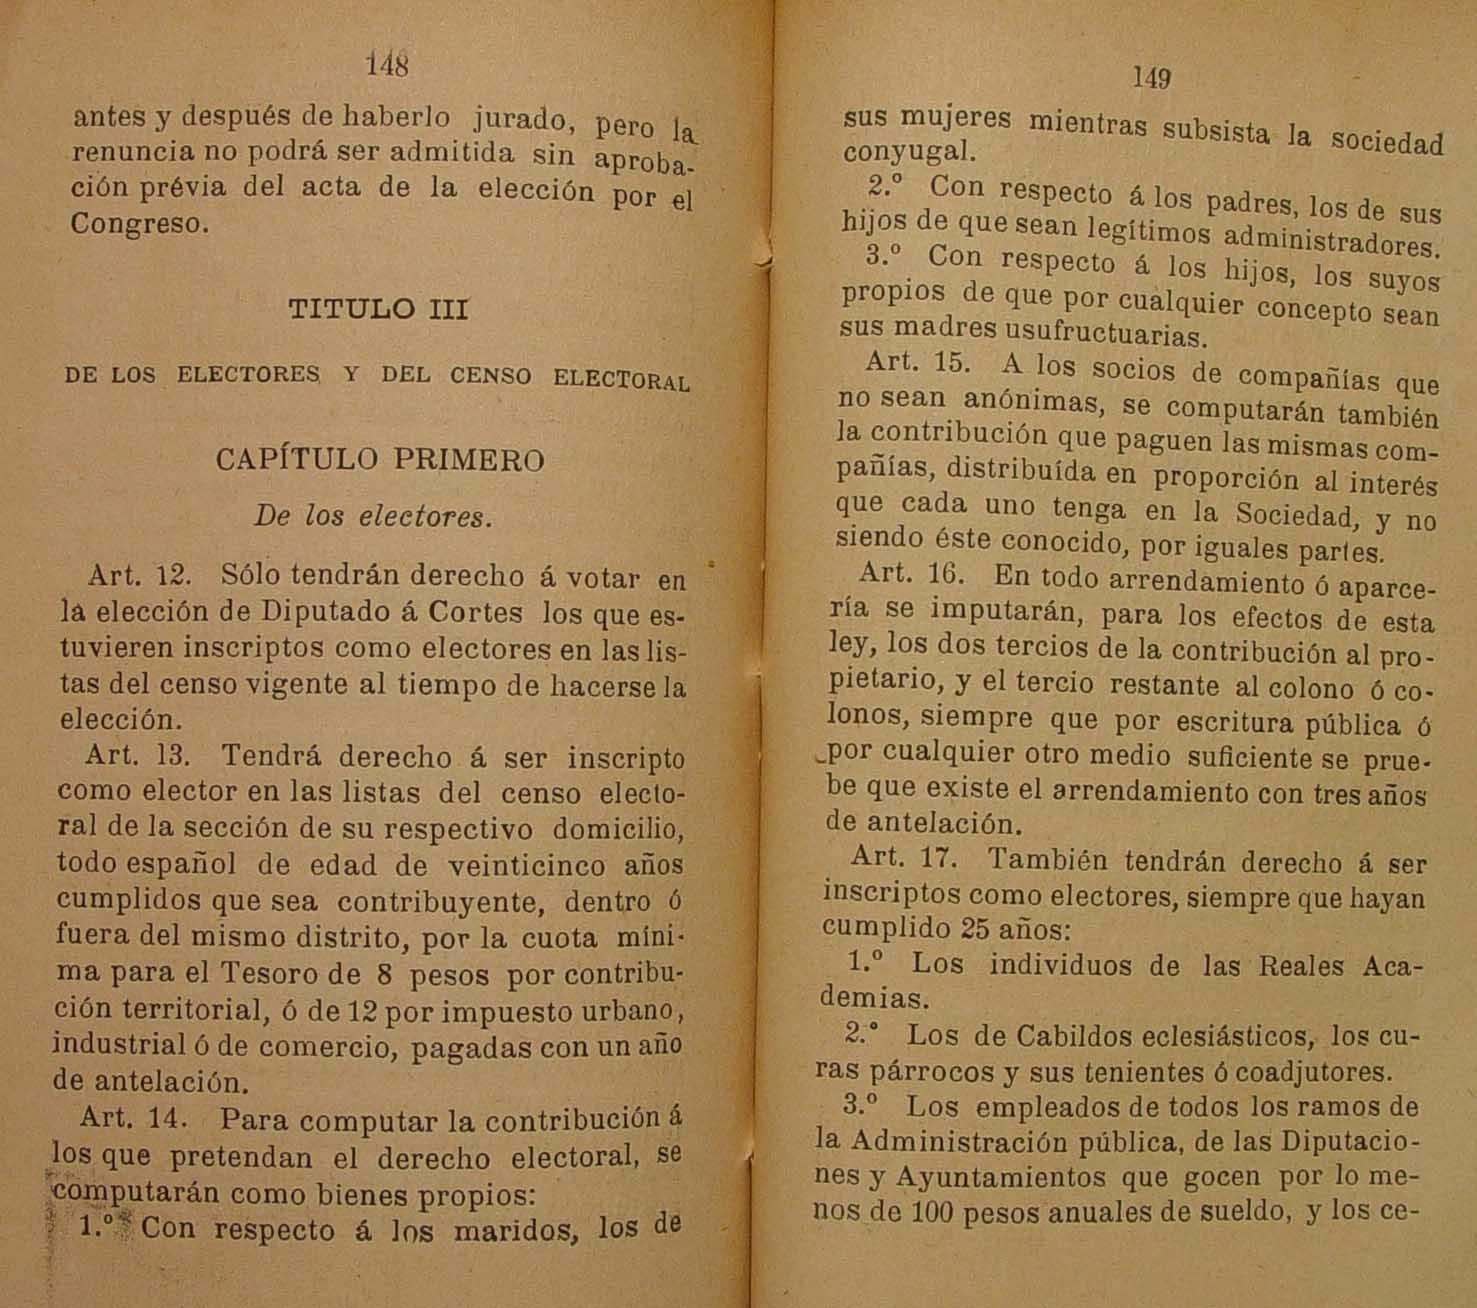 148
antes y después de haberlo jurado, pero la
renuncia no podrá ser admitida sin aproba-
ción prévia del acta de la elección por el
Congreso.
TITULO III
DE LOS ELECTORES Y DEL CENSO ELECTORAL
CAPÍTULO PRIMERO
De los electores.
Art. 12. Sólo tendrán derecho á votar en
la elección de Diputado á Cortes los que es-
tuvieren inscriptos como electores en las lis-
tas del censo vigente al tiempo de hacerse la
elección.
Art. 13. Tendrá derecho á ser inscripto
como elector en las listas del censo electo-
ral de la sección de su respectivo domicilio,
todo español de edad de veinticinco años
cumplidos que sea contribuyente, dentro ó
fuera del mismo distrito, por la cuota míni-
ma para el Tesoro de 8 pesos por contribu-
ción territorial, ó de 12 por impuesto urbano,
industrial ó de comercio, pagadas con un año
de antelación.
Art. 14. Para computar la contribución á
los que pretendan el derecho electoral, se
computarán como bienes propios:
1.º Con respecto á los maridos, los de
149
sus mujeres mientras subsista la sociedad
conyugal.
2.º Con respecto á los padres, los de sus
hijos de que sean legítimos administradores.
3.º Con respecto á los hijos, los suyos
propios de que por cualquier concepto sean
sus madres usufructuarias.
Art. 15. A los socios de compañías que
no sean anónimas, se computarán también
la contribución que paguen las mismas com-
pañías, distribuída en proporción al interés
que cada uno tenga en la Sociedad, y no
siendo éste conocido, por iguales partes.
Art. 16. En todo arrendamiento ó aparce-
ría se imputarán, para los efectos de esta
ley, los dos tercios de la contribución al pro-
pietario, y el tercio restante al colono ó co-
lonos, siempre que por escritura pública ó
por cualquier otro medio suficiente se prue-
be que existe el arrendamiento con tres años
de antelación.
Art. 17. También tendrán derecho á ser
inscriptos como electores, siempre que hayan
cumplido 25 años:
1.º Los individuos de las Reales Aca-
demias.
2.º Los de Cabildos eclesiásticos, los cu-
ras párrocos y sus tenientes ó coadjutores.
3.º Los empleados de todos los ramos de
la Administración pública, de las Diputacio-
nes y Ayuntamientos que gocen por lo me-
nos de 100 pesos anuales de sueldo, y los ce-